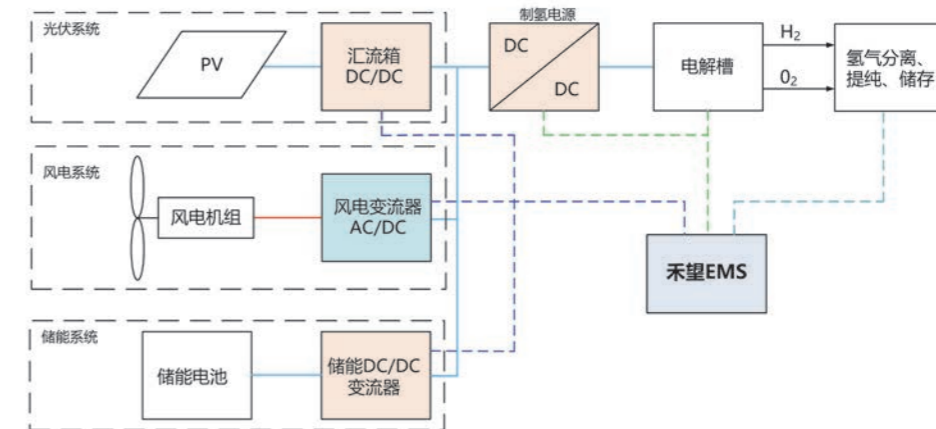 光伏系统
PV
汇流箱
DC/DC
制氢电源
DC
DC
电解槽
H₂
0₂
氢气分离、
提纯、储存
风电系统
风电机组
风电变流器
AC/DC
禾望EMS
储能系统
储能电池
储能DC/DC
变流器